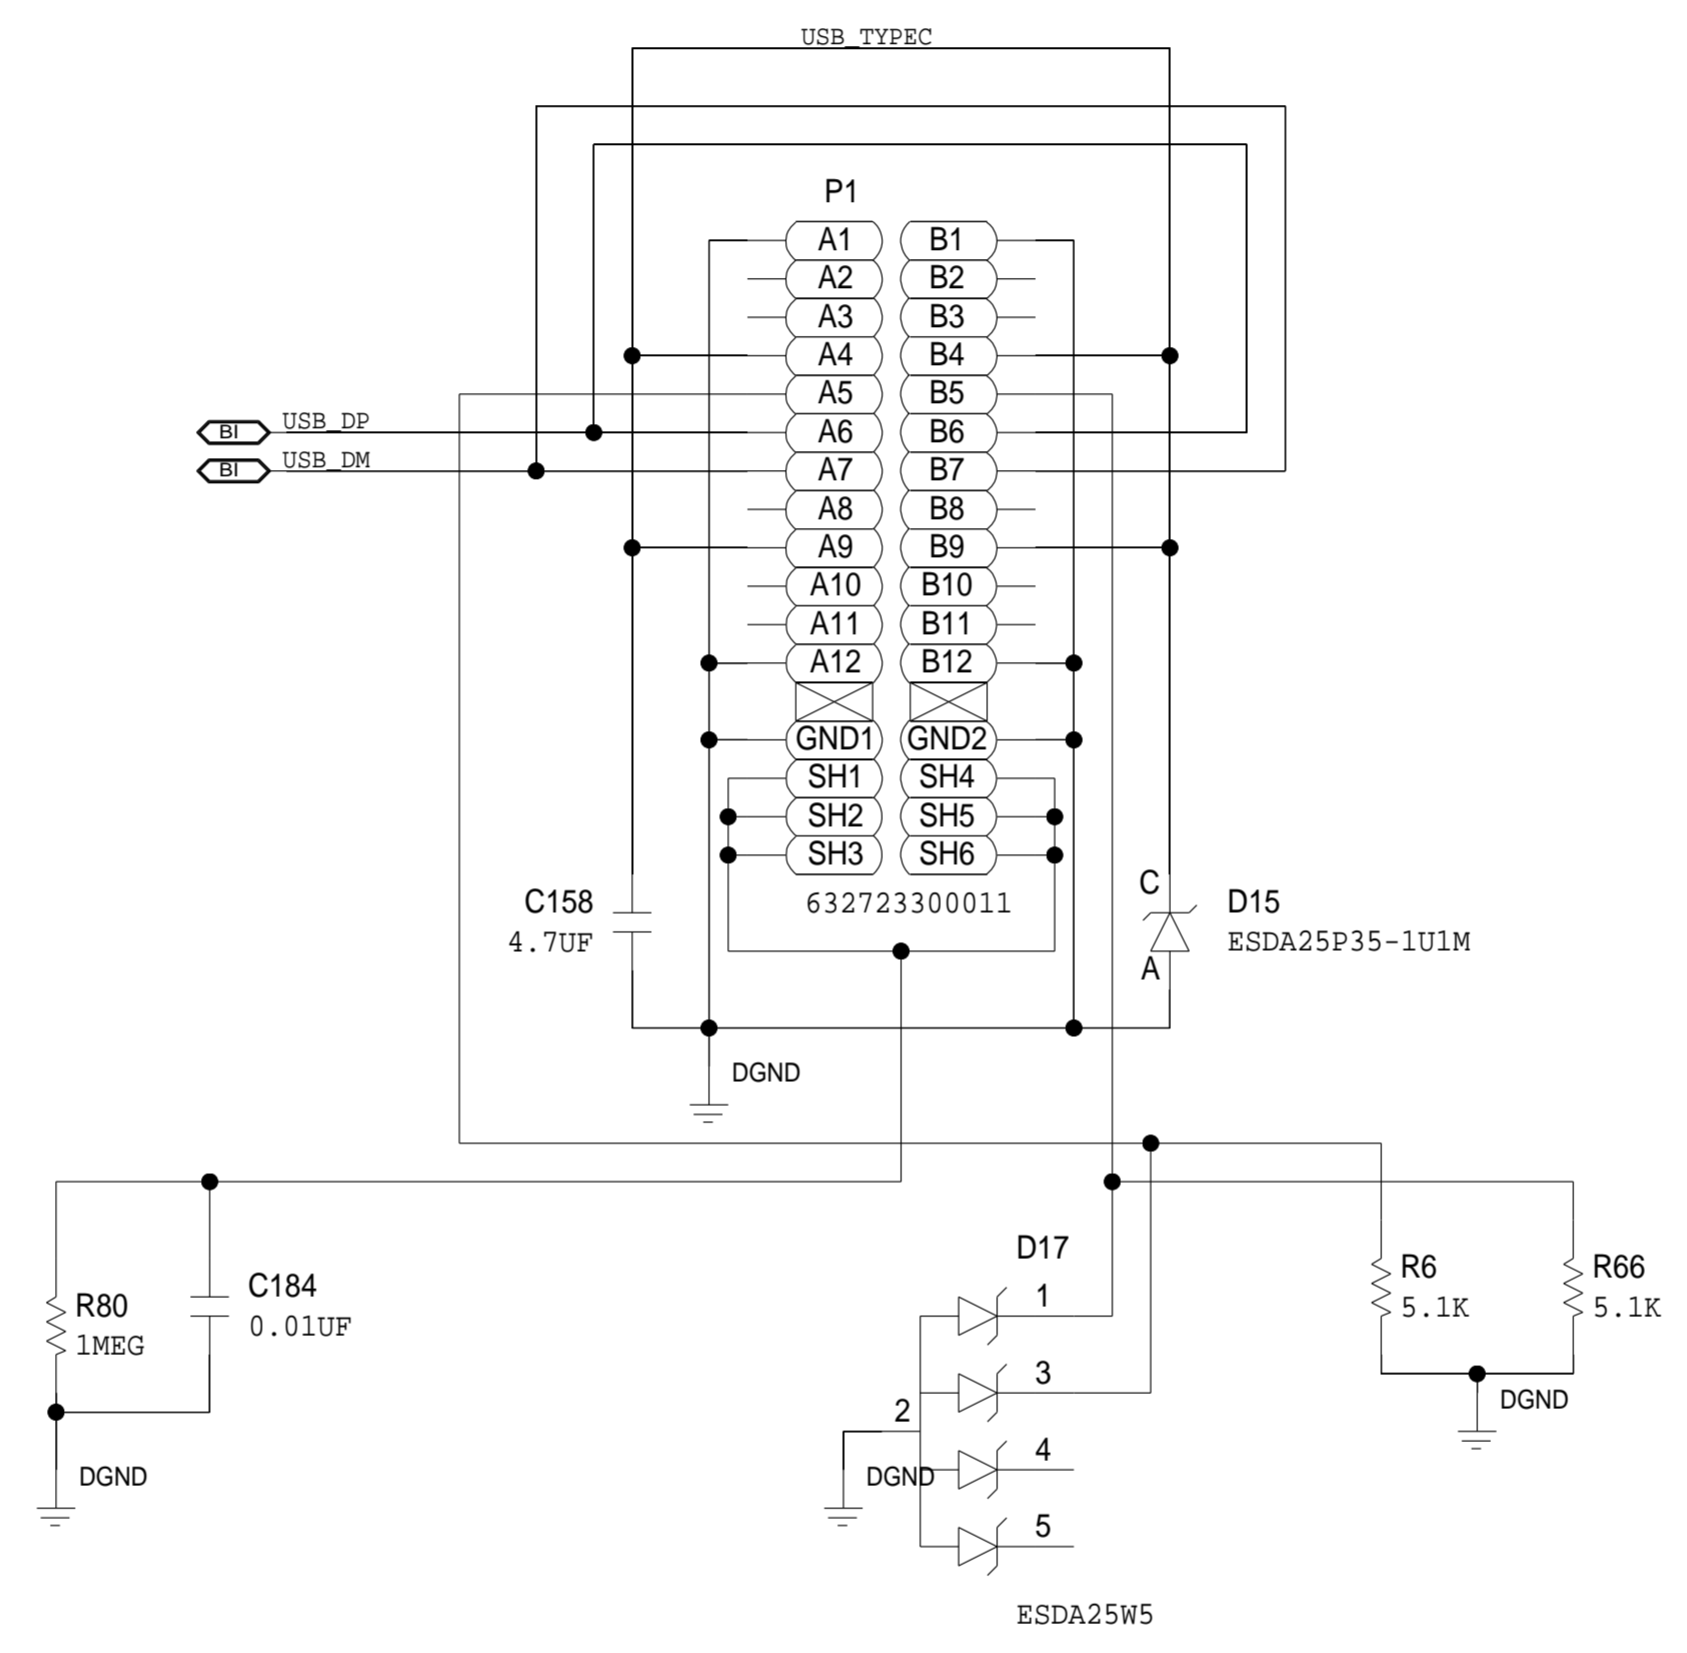 USB_TYPEC
P1
A1 B1
A2 B2
A3 B3
A4 B4
A5 B5
BI USB_DP A6 B6
BI USB_DM A7 B7
A8 B8
A9 B9
A10 B10
A11 B11
A12 B12
GND1 GND2
SH1 SH4
SH2 SH5
SH3 SH6
632723300011
C158
4.7UF
C
D15
ESDA25P35-1U1M
A
DGND
R80
1MEG
C184
0.01UF
DGND
D17
1
3
2
4
DGND
5
ESDA25W5
R6
5.1K
R66
5.1K
DGND